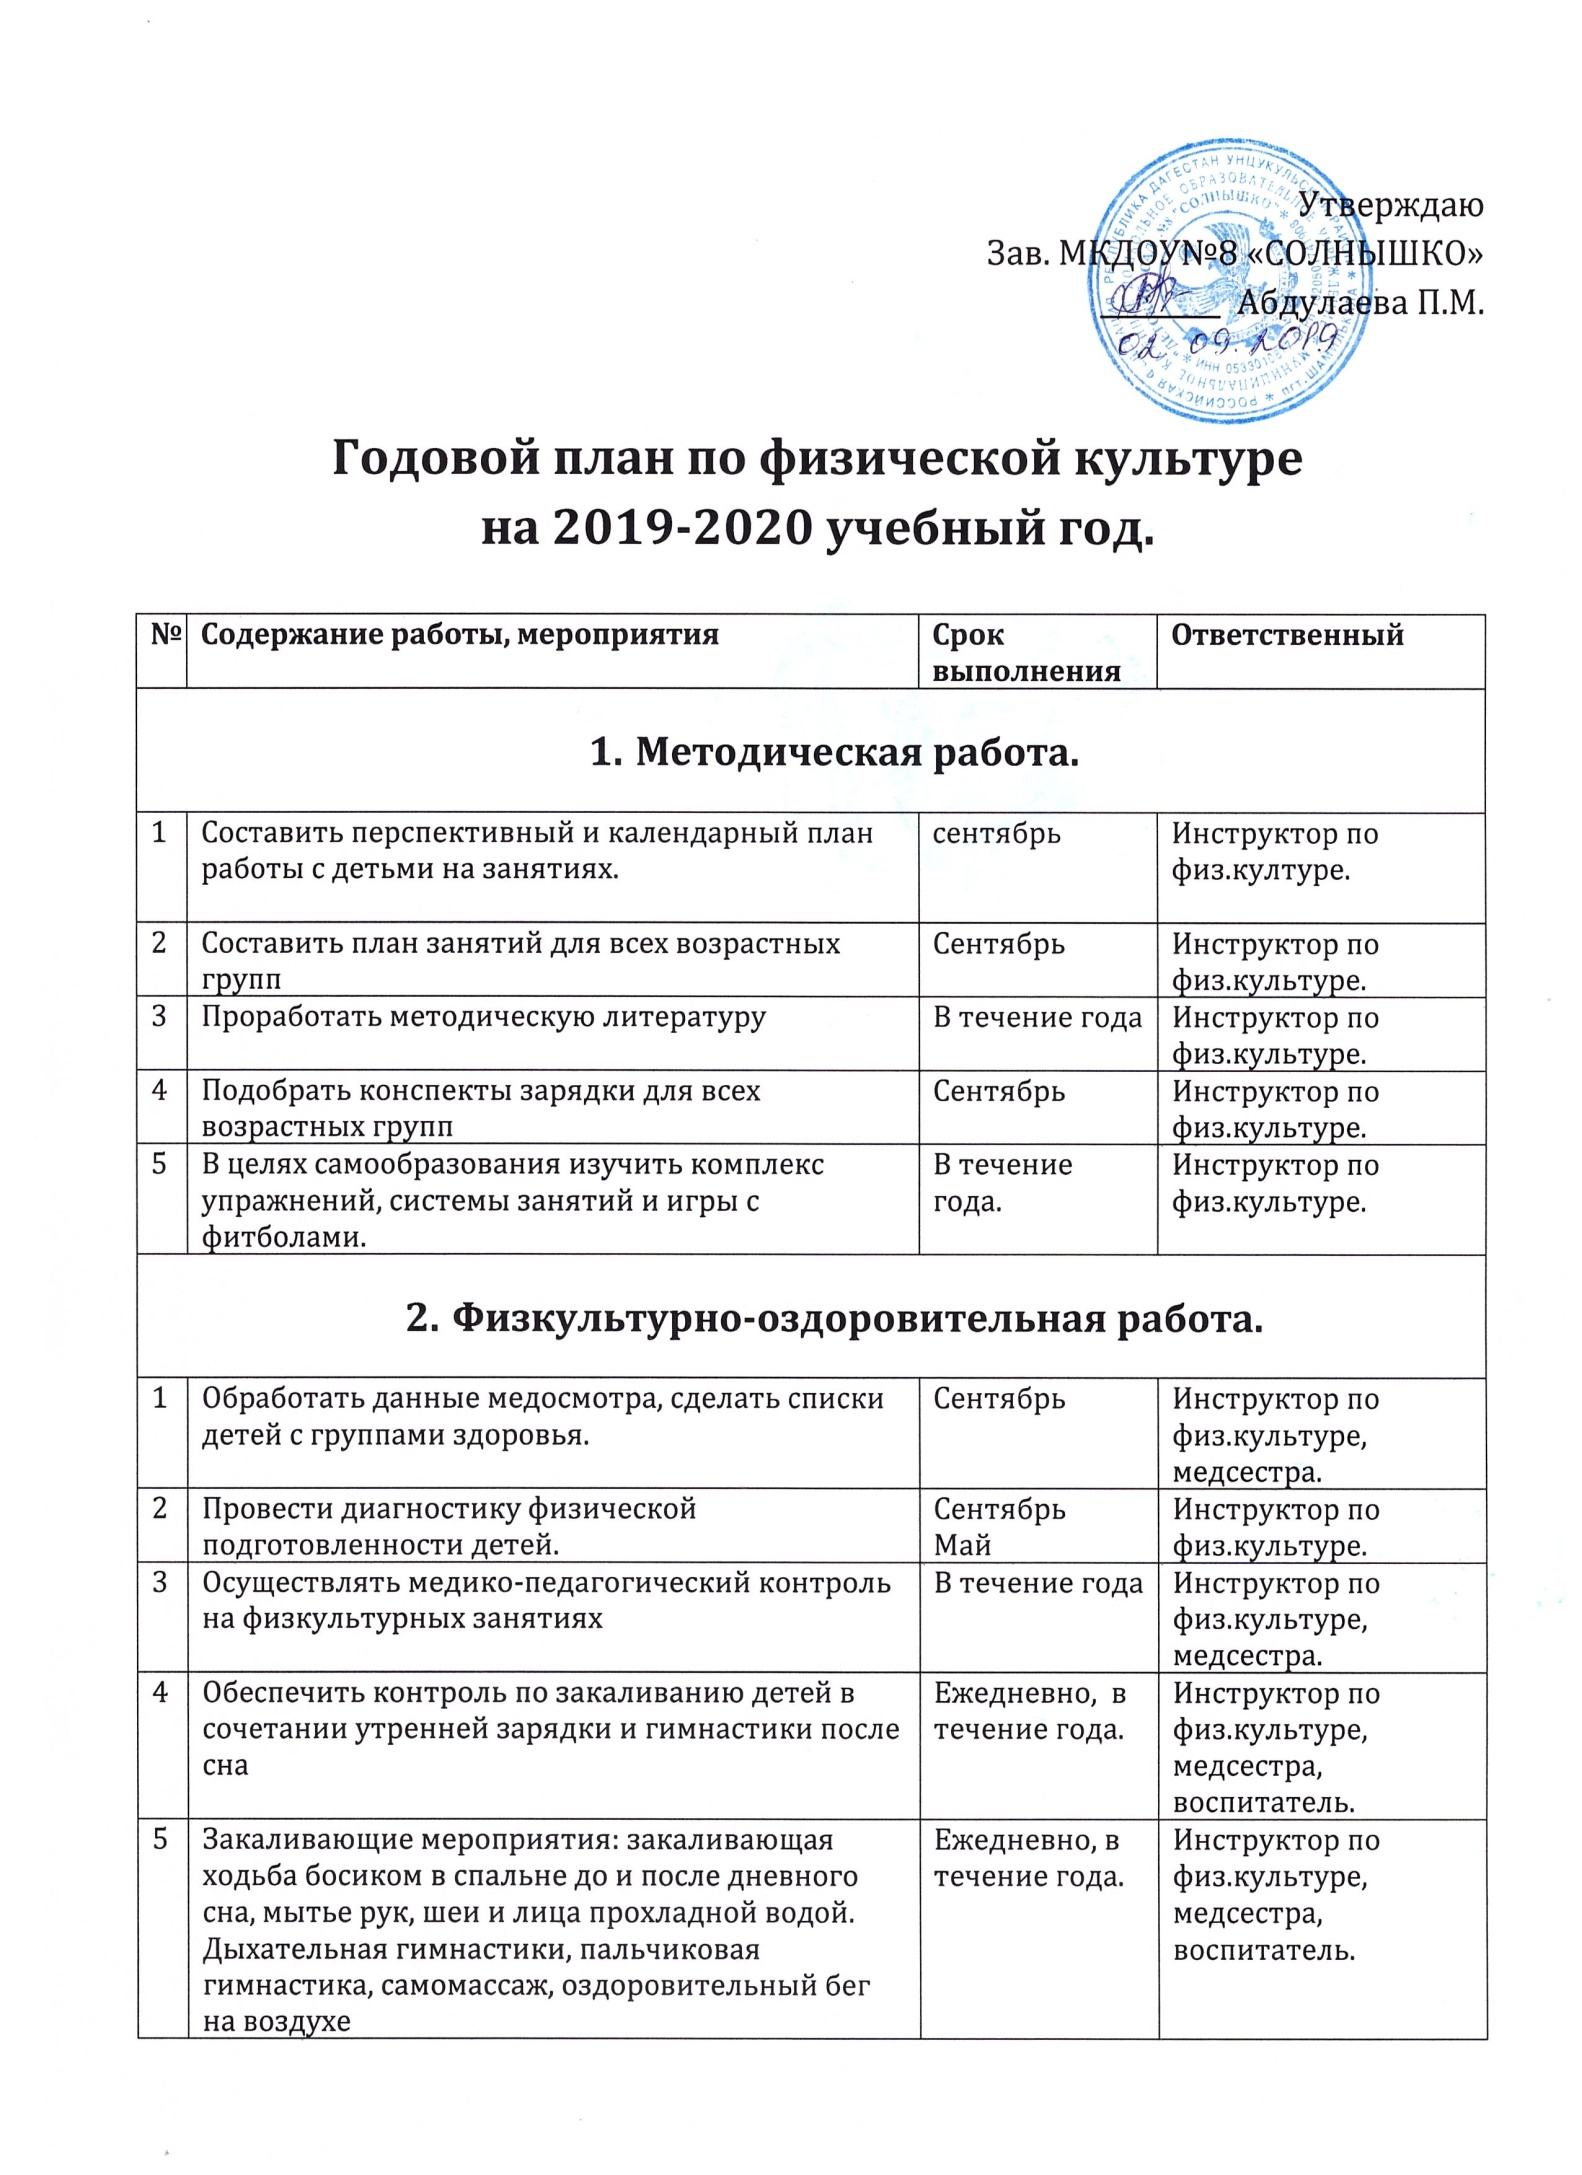 Утверждаю
Зав. МКДОУ№8 «СОЛНЫШКО»
Абдулаева П.М.
02 09. 2019
РЕСПУБЛИКА ДАГЕСТАН УНЦУКУЛЬСКИЙ РАЙОН
"СОЛНЫШКО"
Годовой план по физической культуре
на 2019-2020 учебный год.
№ Содержание работы, мероприятия Срок Ответственный
выполнения
1. Методическая работа.
1 Составить перспективный и календарный план сентябрь Инструктор по
работы с детьми на занятиях. физ.културе.
2 Составить план занятий для всех возрастных Сентябрь Инструктор по
групп физ.культуре.
3 Проработать методическую литературу В течение года Инструктор по
физ.культуре.
4 Подобрать конспекты зарядки для всех Сентябрь Инструктор по
возрастных групп физ.культуре.
5 В целях самообразования изучить комплекс В течение Инструктор по
упражнений, системы занятий и игры с года. физ.культуре.
фитболами.
2. Физкультурно-оздоровительная работа.
1 Обработать данные медосмотра, сделать списки Сентябрь Инструктор по
детей с группами здоровья. физ.культуре,
медсестра.
2 Провести диагностику физической Сентябрь Инструктор по
подготовленности детей. Май физ.культуре.
3 Осуществлять медико-педагогический контроль В течение года Инструктор по
на физкультурных занятиях физ.культуре,
медсестра.
4 Обеспечить контроль по закаливанию детей в Ежедневно, в Инструктор по
сочетании утренней зарядки и гимнастики после течение года. физ.культуре,
сна медсестра,
воспитатель.
5 Закаливающие мероприятия: закаливающая Ежедневно, в Инструктор по
ходьба босиком в спальне до и после дневного течение года. физ.культуре,
сна, мытье рук, шеи и лица прохладной водой. медсестра,
Дыхательная гимнастики, пальчиковая воспитатель.
гимнастика, самомассаж, оздоровительный бег
на воздухе